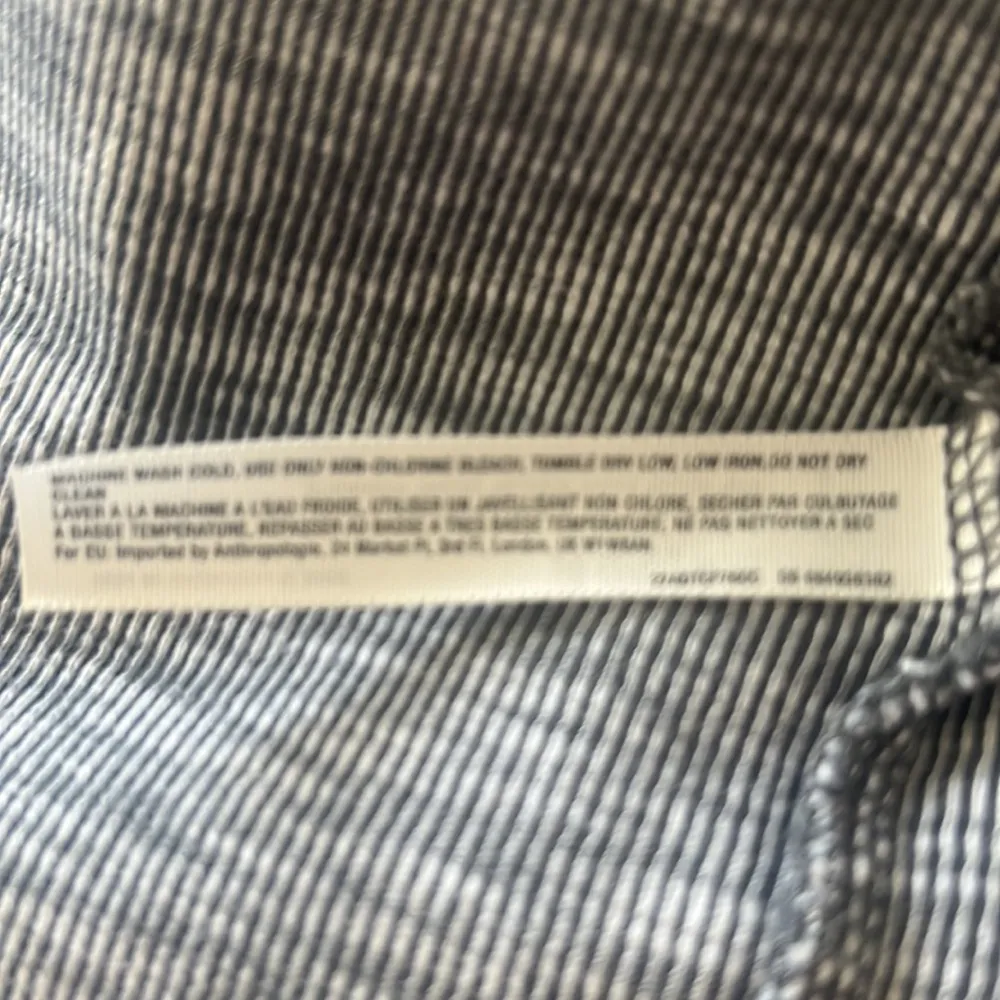 MACHINE WASH COLD, USE ONLY NON-CHLORINE BLEACH, TUMBLE DRY LOW, LOW IRON,DO NOT DRY
CLEAN
LAVER A LA MACHINE A L'EAU FROIDE, UTILISER UN JAVELLISANT NON CHLORE, SECHER PAR CULBUTAGE
A BASSE TEMPERATURE, REPASSER AU BASSE A TRES BASSE TEMPERATURE, NE PAS NETTOYER A SEC
For EU: Imported by Anthropologie, 24 Market Pl, 3rd Fl, London, UK